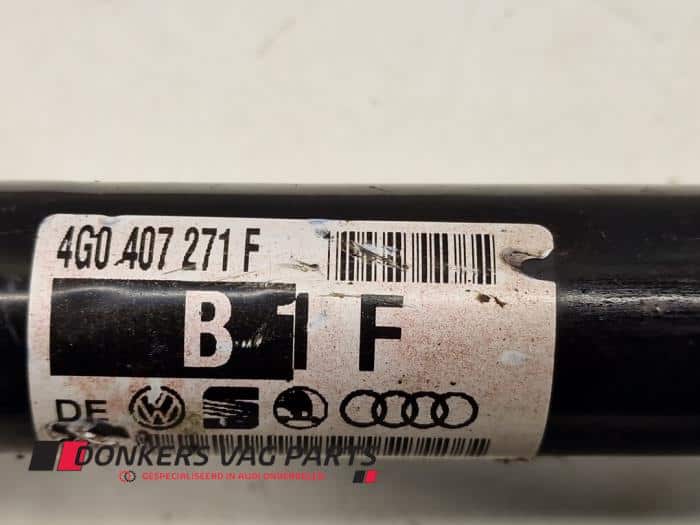 4G0 407 271 F
B 1 F
DE
DONKERS VAG PARTS
GESPECIALISEERD IN AUDI ONDERDELEN